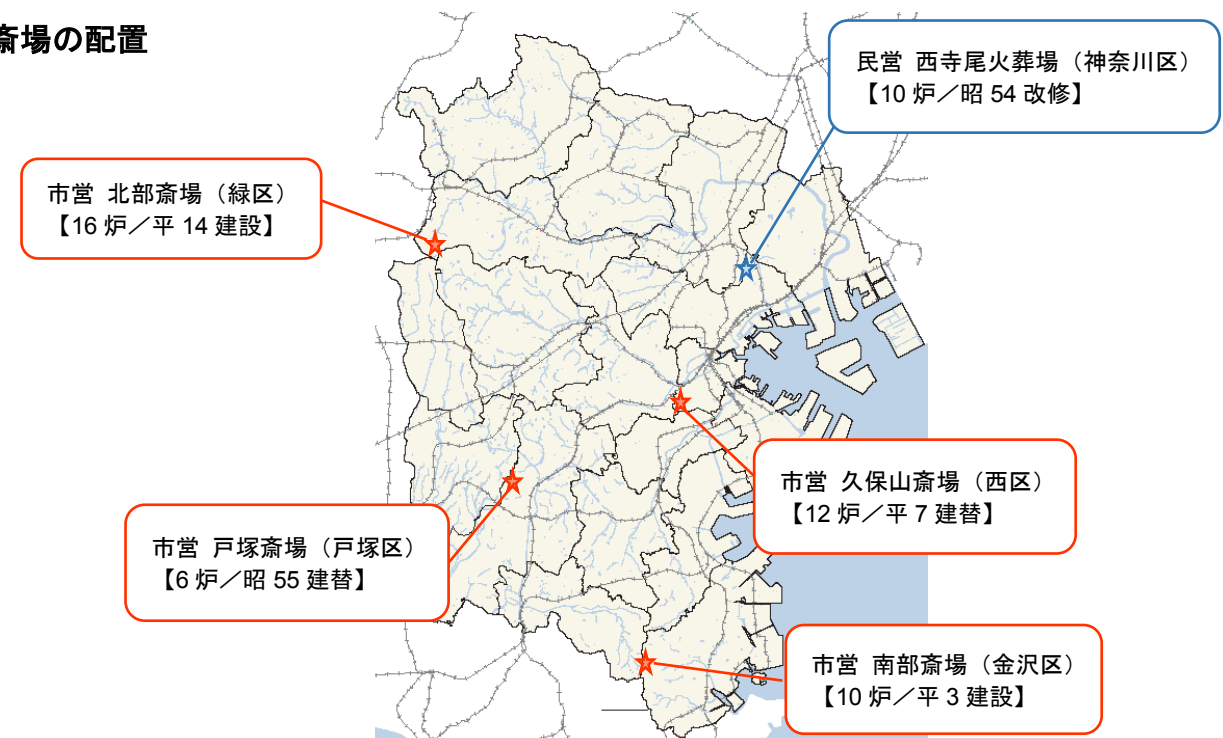 斎場の配置
民営 西寺尾火葬場（神奈川区）
【10 炉／昭 54 改修】
市営 北部斎場（緑区）
【16 炉／平 14 建設】
市営 久保山斎場（西区）
【12 炉／平 7 建替】
市営 戸塚斎場（戸塚区）
【6 炉／昭 55 建替】
市営 南部斎場（金沢区）
【10 炉／平 3 建設】